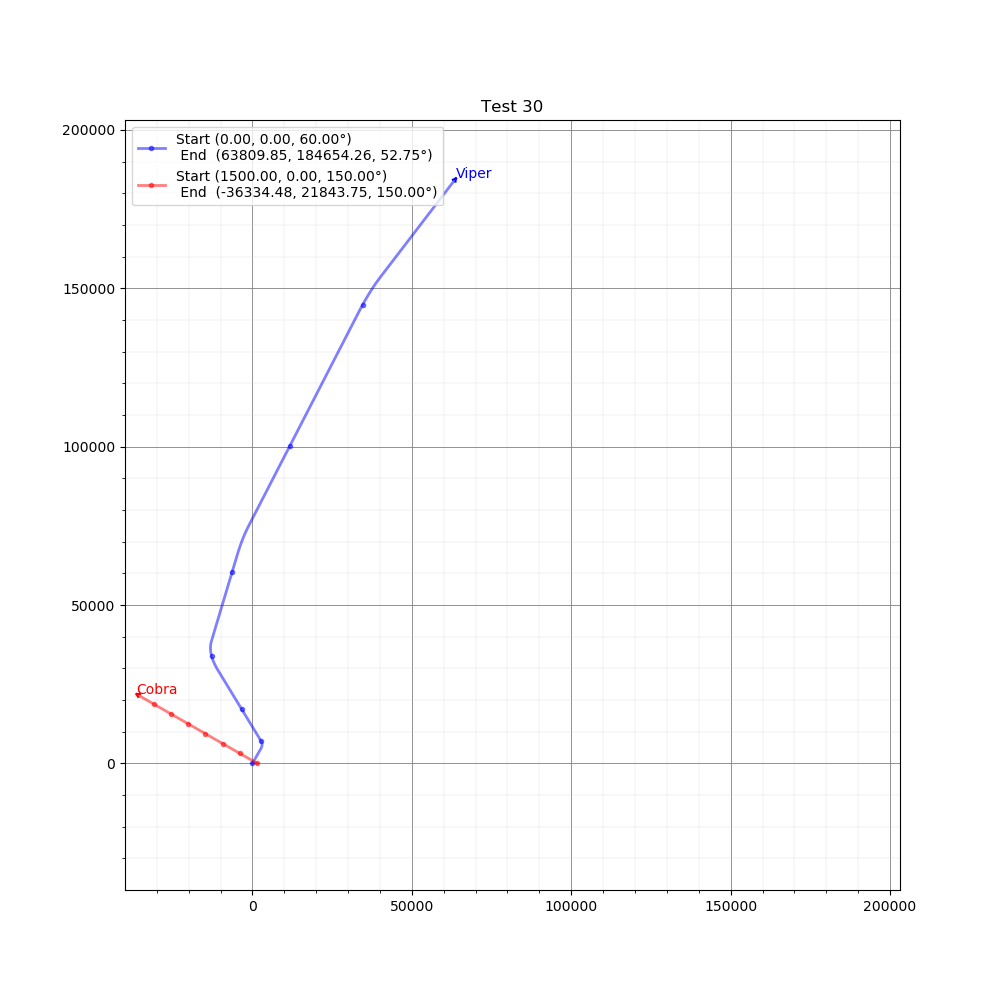 Test 30
Start (0.00, 0.00, 60.00°)
End  (63809.85, 184654.26, 52.75°)
Start (1500.00, 0.00, 150.00°)
End  (-36334.48, 21843.75, 150.00°)
Viper
Cobra
200000
150000
100000
50000
0
0
50000
100000
150000
200000